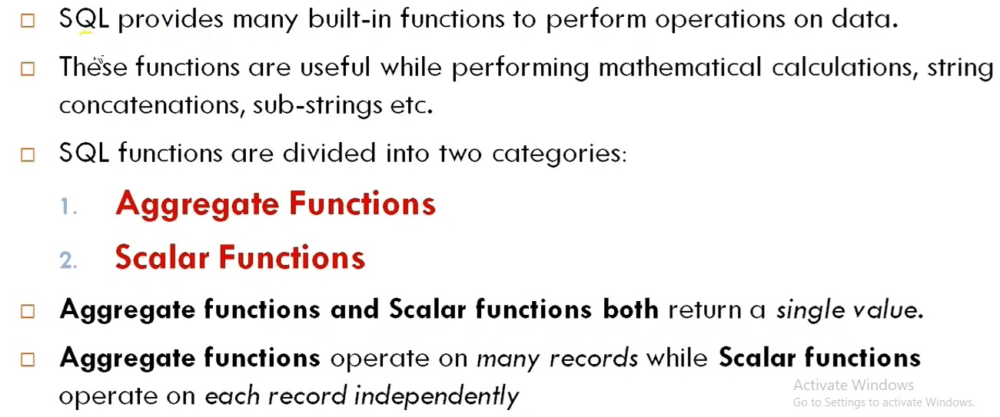 SQL provides many built-in functions to perform operations on data.
These functions are useful while performing mathematical calculations, string
concatenations, sub-strings etc.
SQL functions are divided into two categories:
1. Aggregate Functions
2. Scalar Functions
Aggregate functions and Scalar functions both return a single value.
Aggregate functions operate on many records while Scalar functions
operate on each record independently
Activate Windows
Go to Settings to activate Windows.